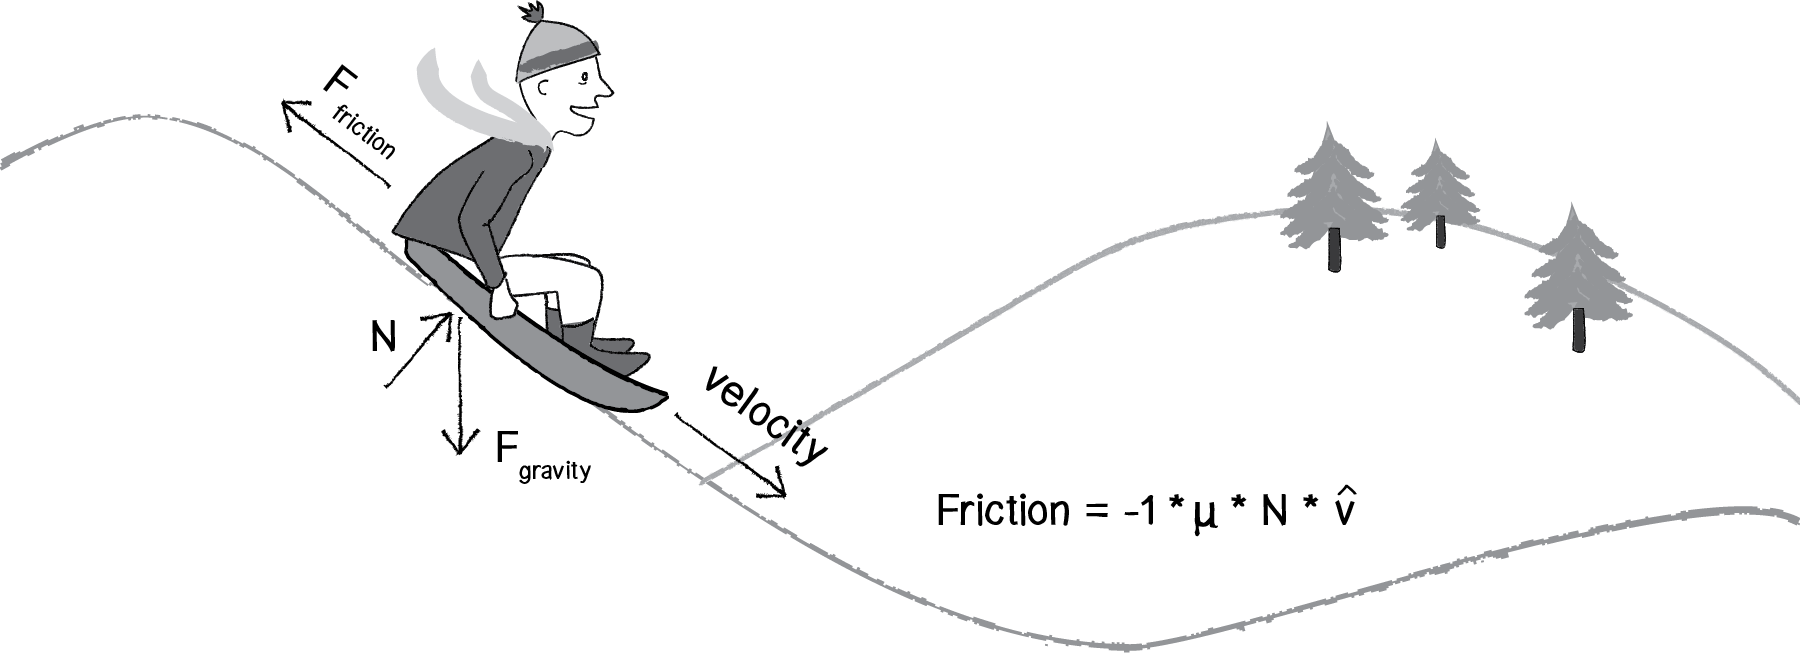 F friction
N
F gravity
velocity
Friction = -1 * μ * N * v̂